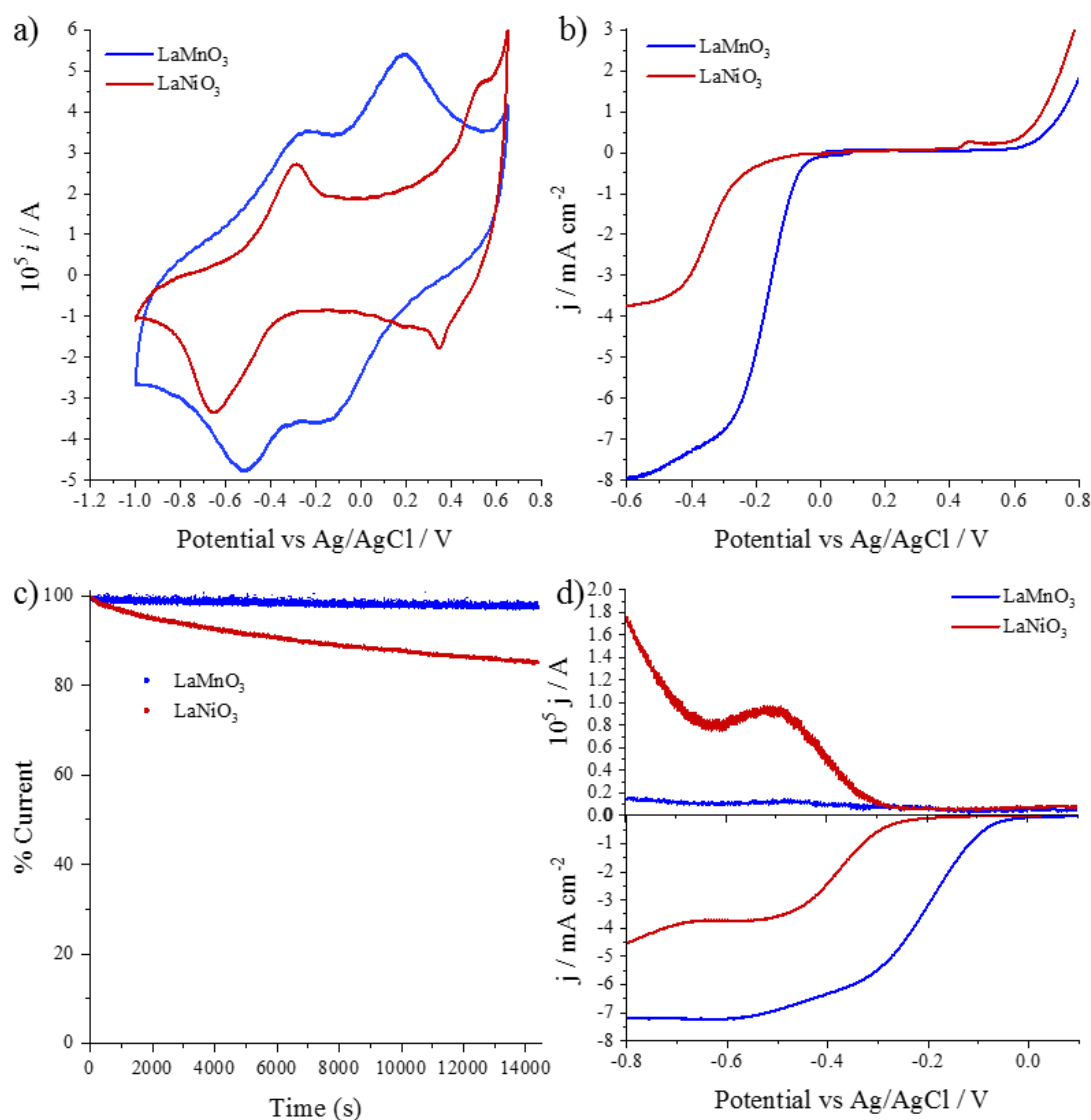 a)
LaMnO3
LaNiO3
6
5
4
3
2
1
0
-1
-2
-3
-4
-5
10^5 i / A
-1.2 -1.0 -0.8 -0.6 -0.4 -0.2 0.0 0.2 0.4 0.6 0.8
Potential vs Ag/AgCl / V
b)
LaMnO3
LaNiO3
3
2
1
0
-1
-2
-3
-4
-5
-6
-7
-8
j / mA cm^-2
-0.6 -0.4 -0.2 0.0 0.2 0.4 0.6 0.8
Potential vs Ag/AgCl / V
c)
100
80
60
40
20
0
LaMnO3
LaNiO3
% Current
0 2000 4000 6000 8000 10000 12000 14000
Time (s)
d)
LaMnO3
LaNiO3
2.0
1.8
1.6
1.4
1.2
1.0
0.8
0.6
0.4
0.2
0.0
10^5 j / A
-1
-2
-3
-4
-5
-6
-7
-8
j / mA cm^-2
-0.8 -0.6 -0.4 -0.2 0.0
Potential vs Ag/AgCl / V